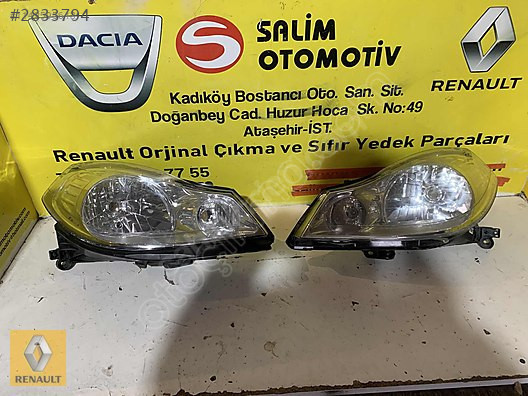 #2833794
DACIA
S
SALİM
OTOMOTİV
RENAULT
Kadıköy Bostancı Oto. San. Sit.
Doğanbey Cad. Huzur Hoca Sk. No:49
Ataşehir-İST.
Renault Orjinal Çıkma ve Sıfır Yedek Parçaları
77 55
RENAULT